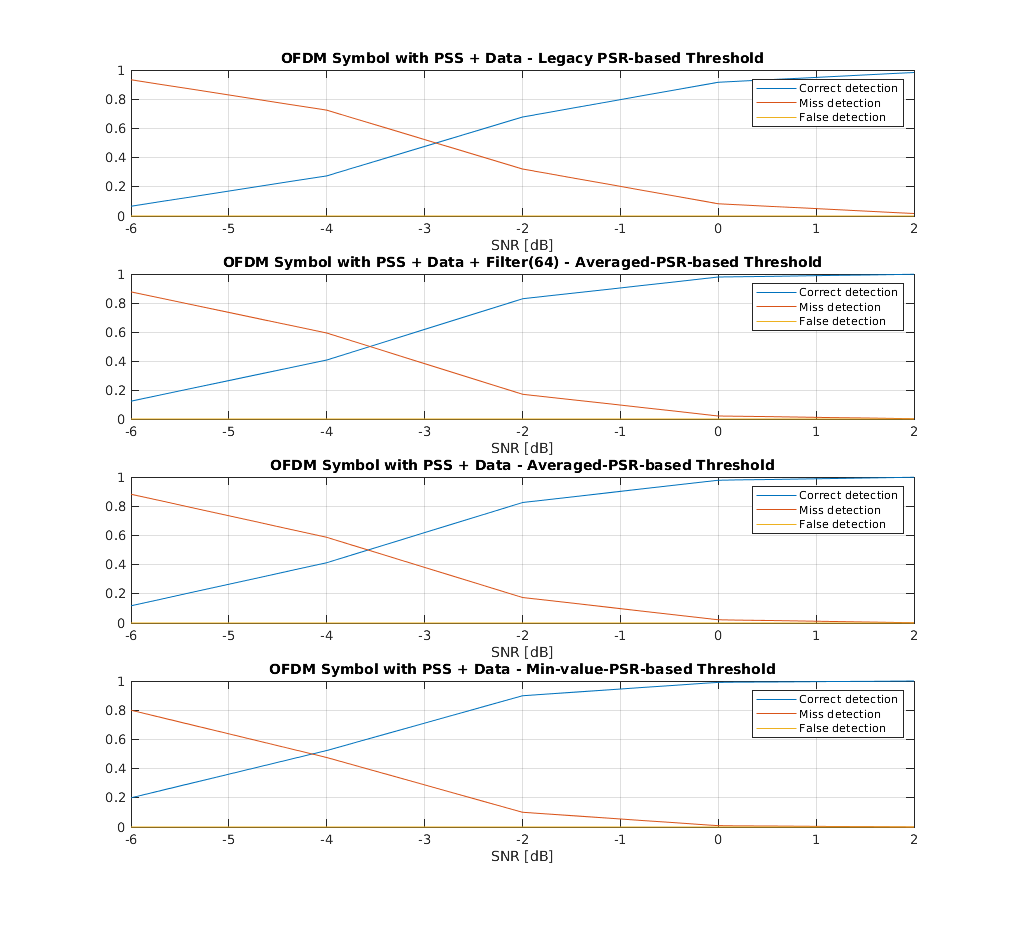 OFDM Symbol with PSS + Data - Legacy PSR-based Threshold
1
0.8
0.6
0.4
0.2
0
Correct detection
Miss detection
False detection
-6 -5 -4 -3 -2 -1 0 1 2
SNR [dB]
OFDM Symbol with PSS + Data + Filter(64) - Averaged-PSR-based Threshold
1
0.8
0.6
0.4
0.2
0
Correct detection
Miss detection
False detection
-6 -5 -4 -3 -2 -1 0 1 2
SNR [dB]
OFDM Symbol with PSS + Data - Averaged-PSR-based Threshold
1
0.8
0.6
0.4
0.2
0
Correct detection
Miss detection
False detection
-6 -5 -4 -3 -2 -1 0 1 2
SNR [dB]
OFDM Symbol with PSS + Data - Min-value-PSR-based Threshold
1
0.8
0.6
0.4
0.2
0
Correct detection
Miss detection
False detection
-6 -5 -4 -3 -2 -1 0 1 2
SNR [dB]